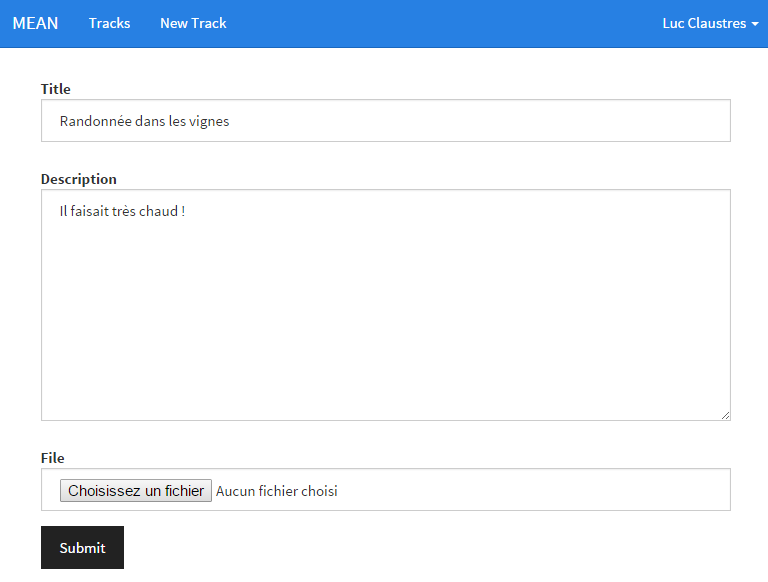 MEAN Tracks New Track Luc Claustres
Title
Randonnée dans les vignes
Description
Il faisait très chaud !
File
Choisissez un fichier Aucun fichier choisi
Submit